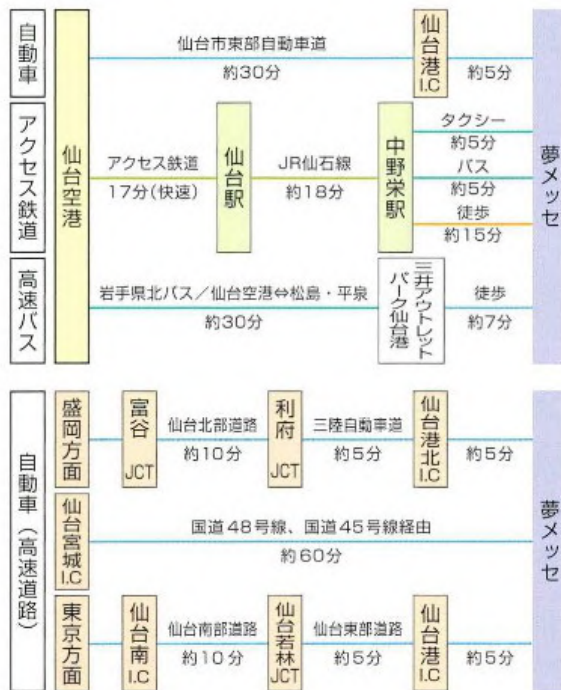 自動車
アクセス鉄道
高速バス
仙台空港
仙台市東部自動車道
約30分
仙台港I.C
約5分
アクセス鉄道
17分(快速)
仙台駅
JR仙石線
約18分
中野栄駅
タクシー
約5分
バス
約5分
徒歩
約15分
岩手県北バス/仙台空港⇔松島・平泉
約30分
三井アウトレット
パーク仙台港
徒歩
約7分
夢メッセ
自動車(高速道路)
盛岡方面
富谷JCT
仙台北部道路
約10分
利府JCT
三陸自動車道
約5分
仙台港北I.C
約5分
仙台宮城I.C
国道48号線、国道45号線経由
約60分
東京方面
仙台南I.C
仙台南部道路
約10分
仙台若林JCT
仙台東部道路
約5分
仙台港I.C
約5分
夢メッセ